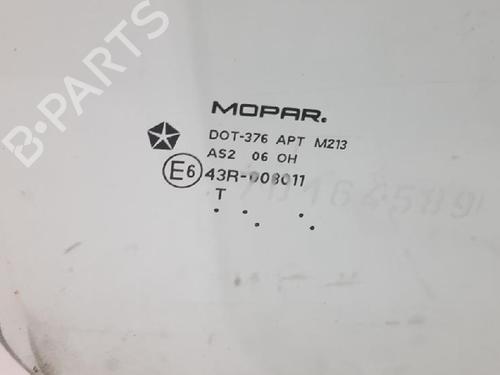 MOPAR.
DOT-376 APT M213
AS2 06 OH
E6 43R-008011
T
B-PARTS